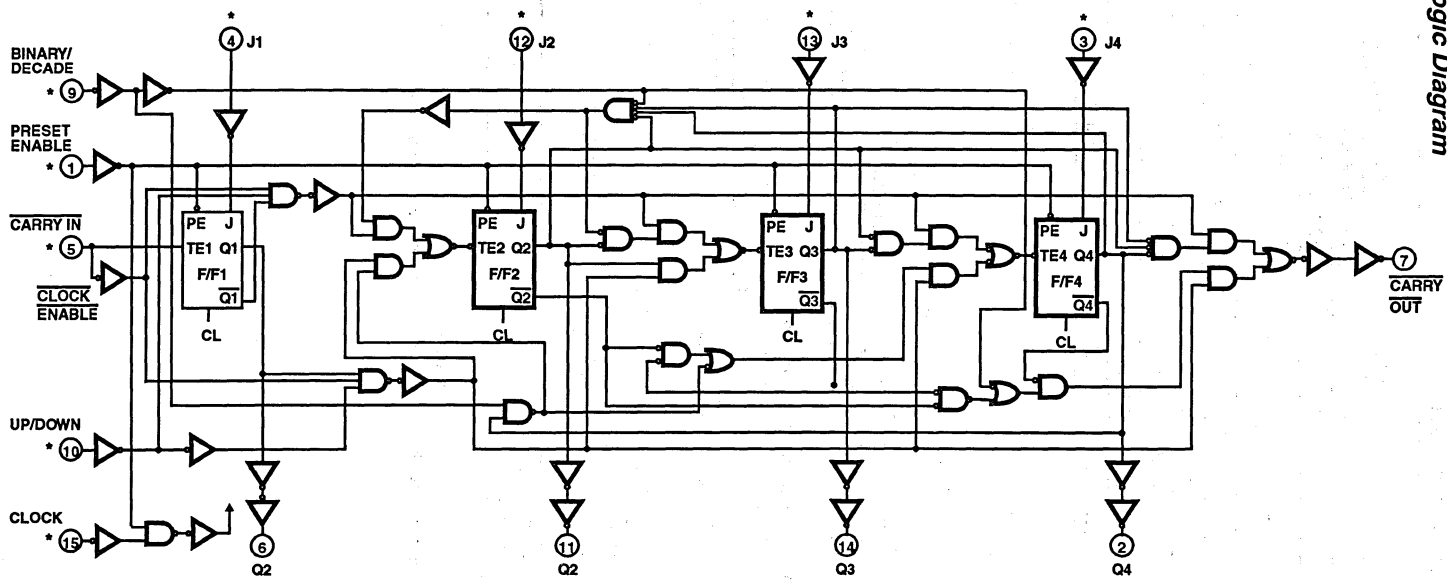 ogic Diagram
*
4 J1
*
12 J2
*
13 J3
*
3 J4
BINARY/
DECADE
* 9
PRESET
ENABLE
* 1
CARRY IN
* 5
CLOCK
ENABLE
PE J
TE1 Q1
F/F1
Q1
CL
PE J
TE2 Q2
F/F2
Q2
CL
PE J
TE3 Q3
F/F3
Q3
CL
PE J
TE4 Q4
F/F4
Q4
CL
7
CARRY
OUT
UP/DOWN
* 10
CLOCK
* 15
6
Q2
11
Q2
14
Q3
2
Q4